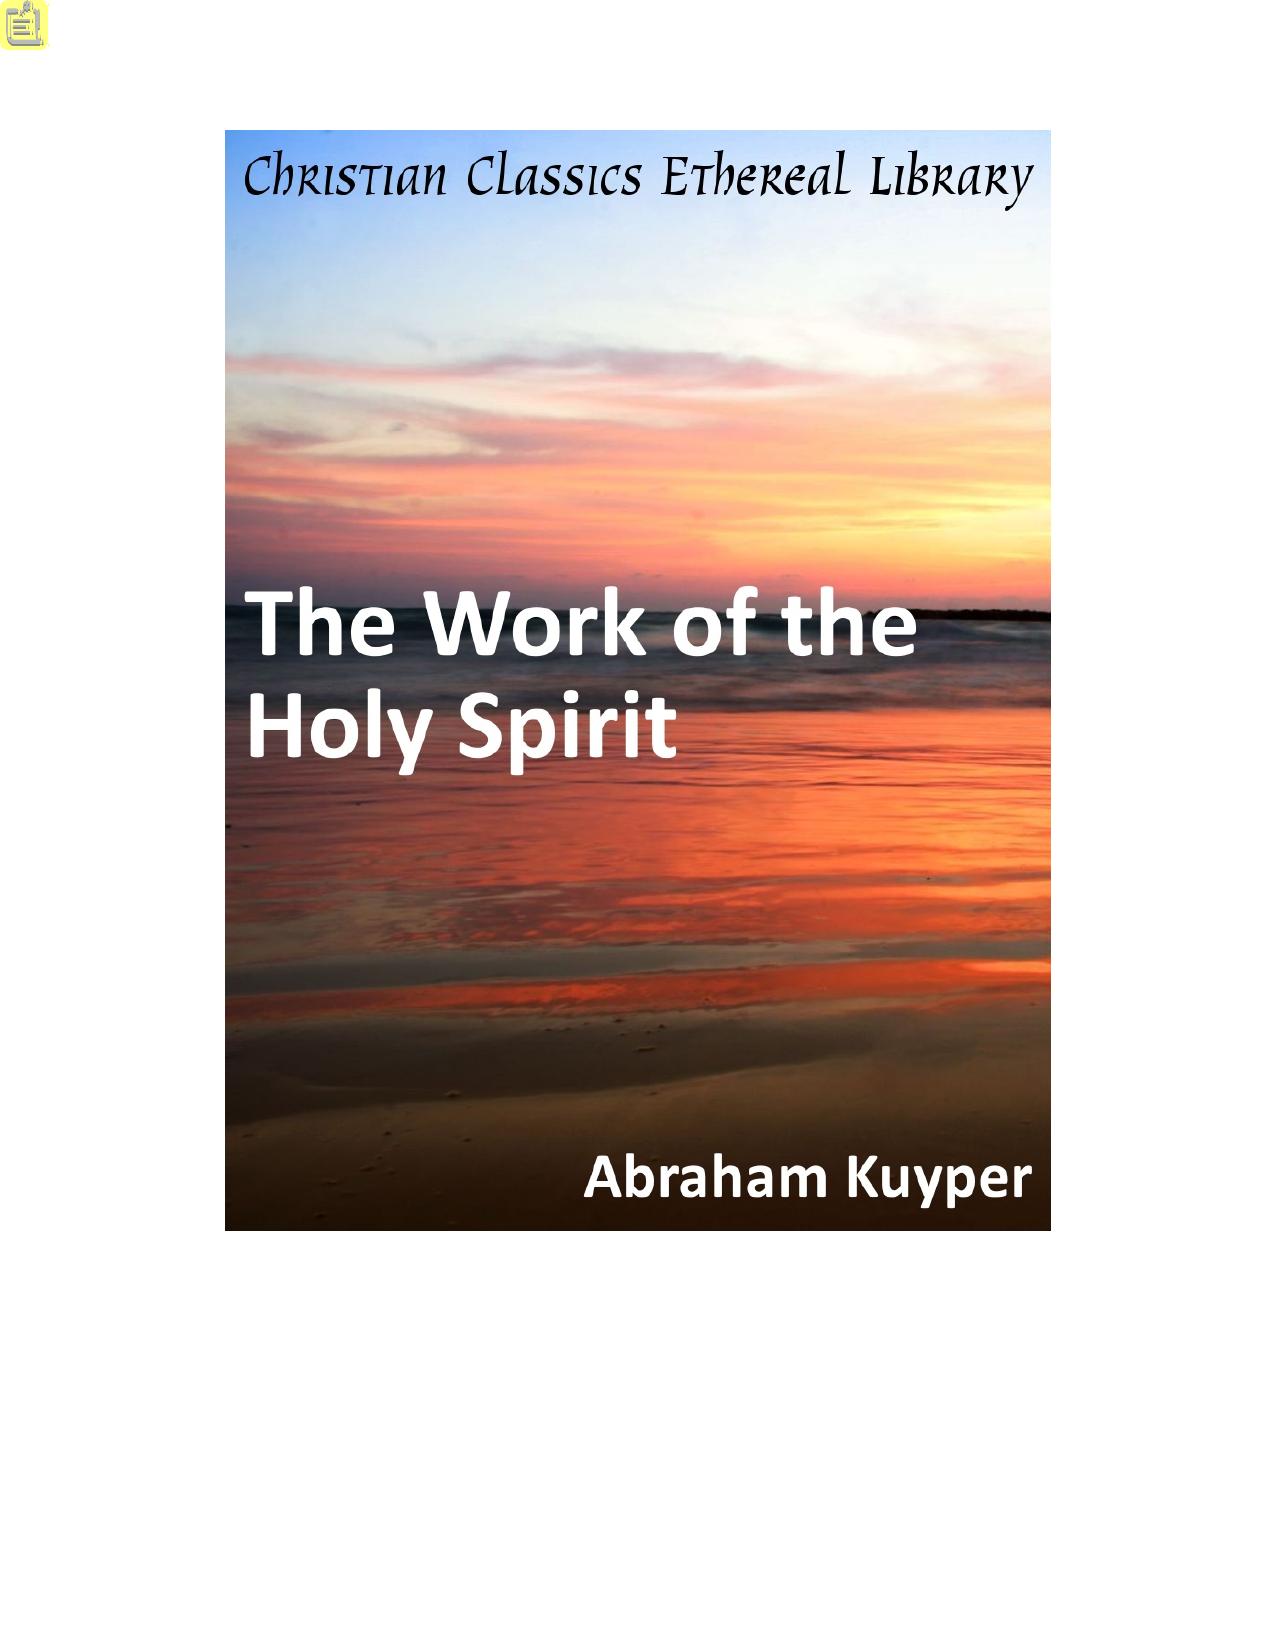 Christian Classics Ethereal Library
The Work of the
Holy Spirit
Abraham Kuyper